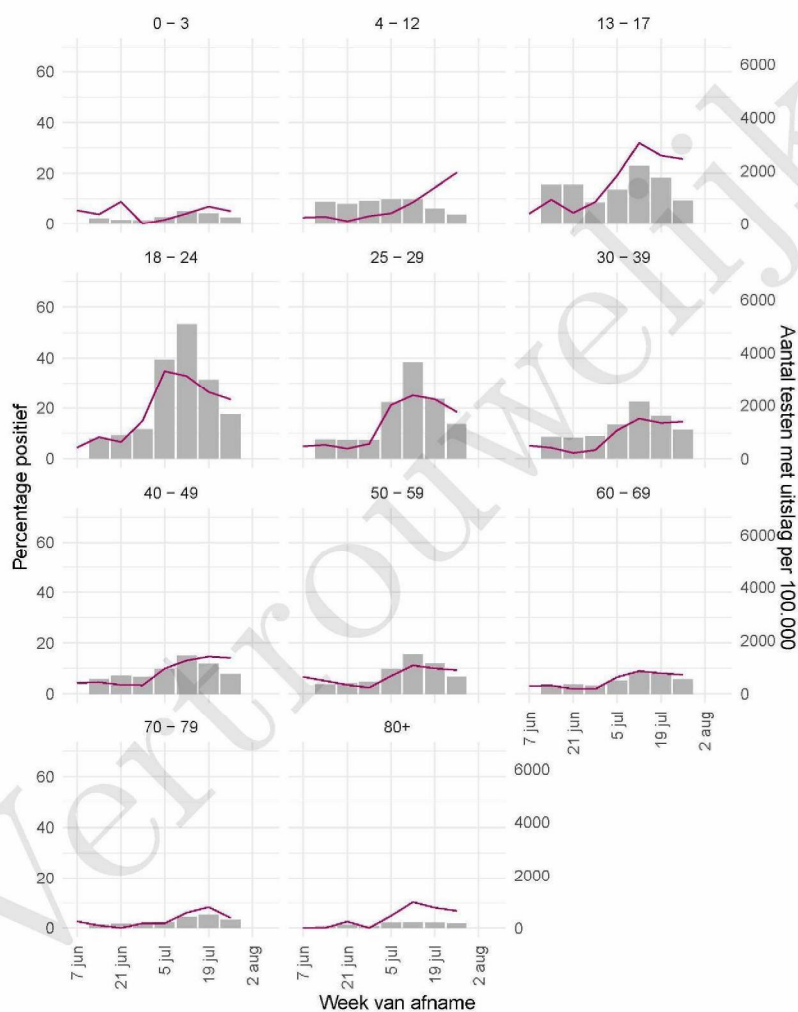 0 – 3 4 – 12 13 – 17
60 6000
40 4000
20 2000
0 0
18 – 24 25 – 29 30 – 39
60 6000
40 4000
20 2000
0 0
40 – 49 50 – 59 60 – 69
60 6000
40 4000
20 2000
0 0
7 jun 21 jun 5 jul 19 jul 2 aug
70 – 79 80+
60 6000
40 4000
20 2000
0 0
7 jun 21 jun 5 jul 19 jul 2 aug 7 jun 21 jun 5 jul 19 jul 2 aug
Week van afname
Percentage positief
Aantal testen met uitslag per 100.000
Vertrouwelijk